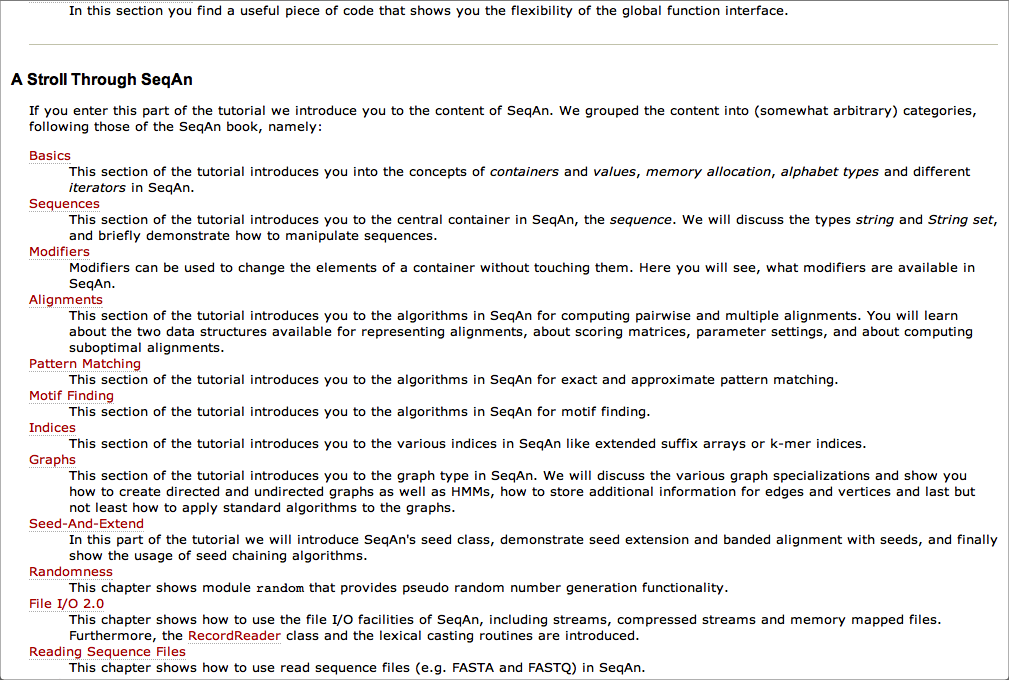 In this section you find a useful piece of code that shows you the flexibility of the global function interface.
A Stroll Through SeqAn
If you enter this part of the tutorial we introduce you to the content of SeqAn. We grouped the content into (somewhat arbitrary) categories,
following those of the SeqAn book, namely:
Basics
This section of the tutorial introduces you into the concepts of containers and values, memory allocation, alphabet types and different
iterators in SeqAn.
Sequences
This section of the tutorial introduces you to the central container in SeqAn, the sequence. We will discuss the types string and String set,
and briefly demonstrate how to manipulate sequences.
Modifiers
Modifiers can be used to change the elements of a container without touching them. Here you will see, what modifiers are available in
SeqAn.
Alignments
This section of the tutorial introduces you to the algorithms in SeqAn for computing pairwise and multiple alignments. You will learn
about the two data structures available for representing alignments, about scoring matrices, parameter settings, and about computing
suboptimal alignments.
Pattern Matching
This section of the tutorial introduces you to the algorithms in SeqAn for exact and approximate pattern matching.
Motif Finding
This section of the tutorial introduces you to the algorithms in SeqAn for motif finding.
Indices
This section of the tutorial introduces you to the various indices in SeqAn like extended suffix arrays or k-mer indices.
Graphs
This section of the tutorial introduces you to the graph type in SeqAn. We will discuss the various graph specializations and show you
how to create directed and undirected graphs as well as HMMs, how to store additional information for edges and vertices and last but
not least how to apply standard algorithms to the graphs.
Seed-And-Extend
In this part of the tutorial we will introduce SeqAn's seed class, demonstrate seed extension and banded alignment with seeds, and finally
show the usage of seed chaining algorithms.
Randomness
This chapter shows module random that provides pseudo random number generation functionality.
File I/O 2.0
This chapter shows how to use the file I/O facilities of SeqAn, including streams, compressed streams and memory mapped files.
Furthermore, the RecordReader class and the lexical casting routines are introduced.
Reading Sequence Files
This chapter shows how to use read sequence files (e.g. FASTA and FASTQ) in SeqAn.